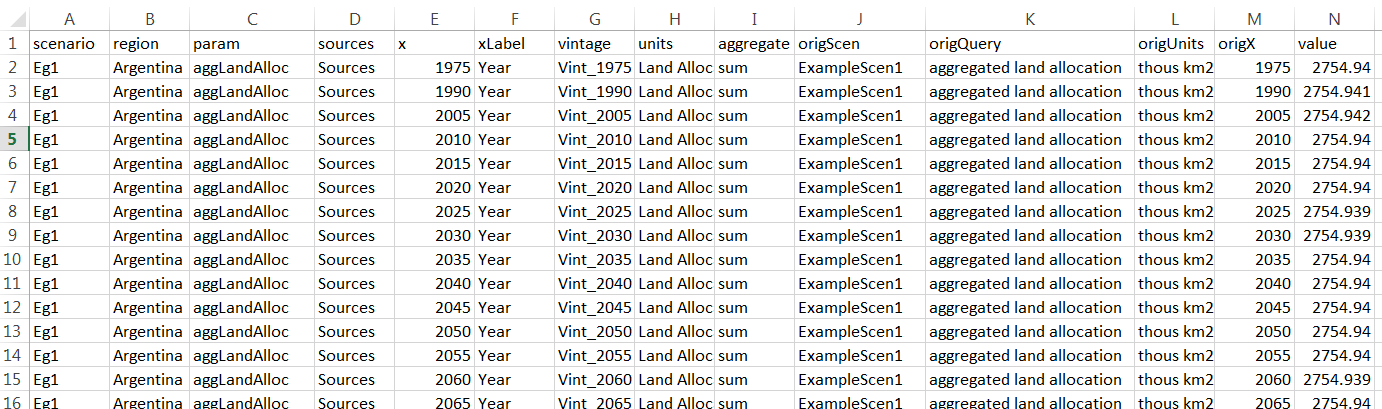 A B C D E F G H I J K L M N
1 scenario region param sources x xLabel vintage units aggregate origScen origQuery origUnits origX value
2 Eg1 Argentina aggLandAlloc Sources 1975 Year Vint_1975 Land Alloc sum ExampleScen1 aggregated land allocation thous km2 1975 2754.94
3 Eg1 Argentina aggLandAlloc Sources 1990 Year Vint_1990 Land Alloc sum ExampleScen1 aggregated land allocation thous km2 1990 2754.941
4 Eg1 Argentina aggLandAlloc Sources 2005 Year Vint_2005 Land Alloc sum ExampleScen1 aggregated land allocation thous km2 2005 2754.942
5 Eg1 Argentina aggLandAlloc Sources 2010 Year Vint_2010 Land Alloc sum ExampleScen1 aggregated land allocation thous km2 2010 2754.94
6 Eg1 Argentina aggLandAlloc Sources 2015 Year Vint_2015 Land Alloc sum ExampleScen1 aggregated land allocation thous km2 2015 2754.94
7 Eg1 Argentina aggLandAlloc Sources 2020 Year Vint_2020 Land Alloc sum ExampleScen1 aggregated land allocation thous km2 2020 2754.94
8 Eg1 Argentina aggLandAlloc Sources 2025 Year Vint_2025 Land Alloc sum ExampleScen1 aggregated land allocation thous km2 2025 2754.939
9 Eg1 Argentina aggLandAlloc Sources 2030 Year Vint_2030 Land Alloc sum ExampleScen1 aggregated land allocation thous km2 2030 2754.939
10 Eg1 Argentina aggLandAlloc Sources 2035 Year Vint_2035 Land Alloc sum ExampleScen1 aggregated land allocation thous km2 2035 2754.94
11 Eg1 Argentina aggLandAlloc Sources 2040 Year Vint_2040 Land Alloc sum ExampleScen1 aggregated land allocation thous km2 2040 2754.94
12 Eg1 Argentina aggLandAlloc Sources 2045 Year Vint_2045 Land Alloc sum ExampleScen1 aggregated land allocation thous km2 2045 2754.94
13 Eg1 Argentina aggLandAlloc Sources 2050 Year Vint_2050 Land Alloc sum ExampleScen1 aggregated land allocation thous km2 2050 2754.94
14 Eg1 Argentina aggLandAlloc Sources 2055 Year Vint_2055 Land Alloc sum ExampleScen1 aggregated land allocation thous km2 2055 2754.94
15 Eg1 Argentina aggLandAlloc Sources 2060 Year Vint_2060 Land Alloc sum ExampleScen1 aggregated land allocation thous km2 2060 2754.939
16 Eg1 Argentina aggLandAlloc Sources 2065 Year Vint_2065 Land Alloc sum ExampleScen1 aggregated land allocation thous km2 2065 2754.94